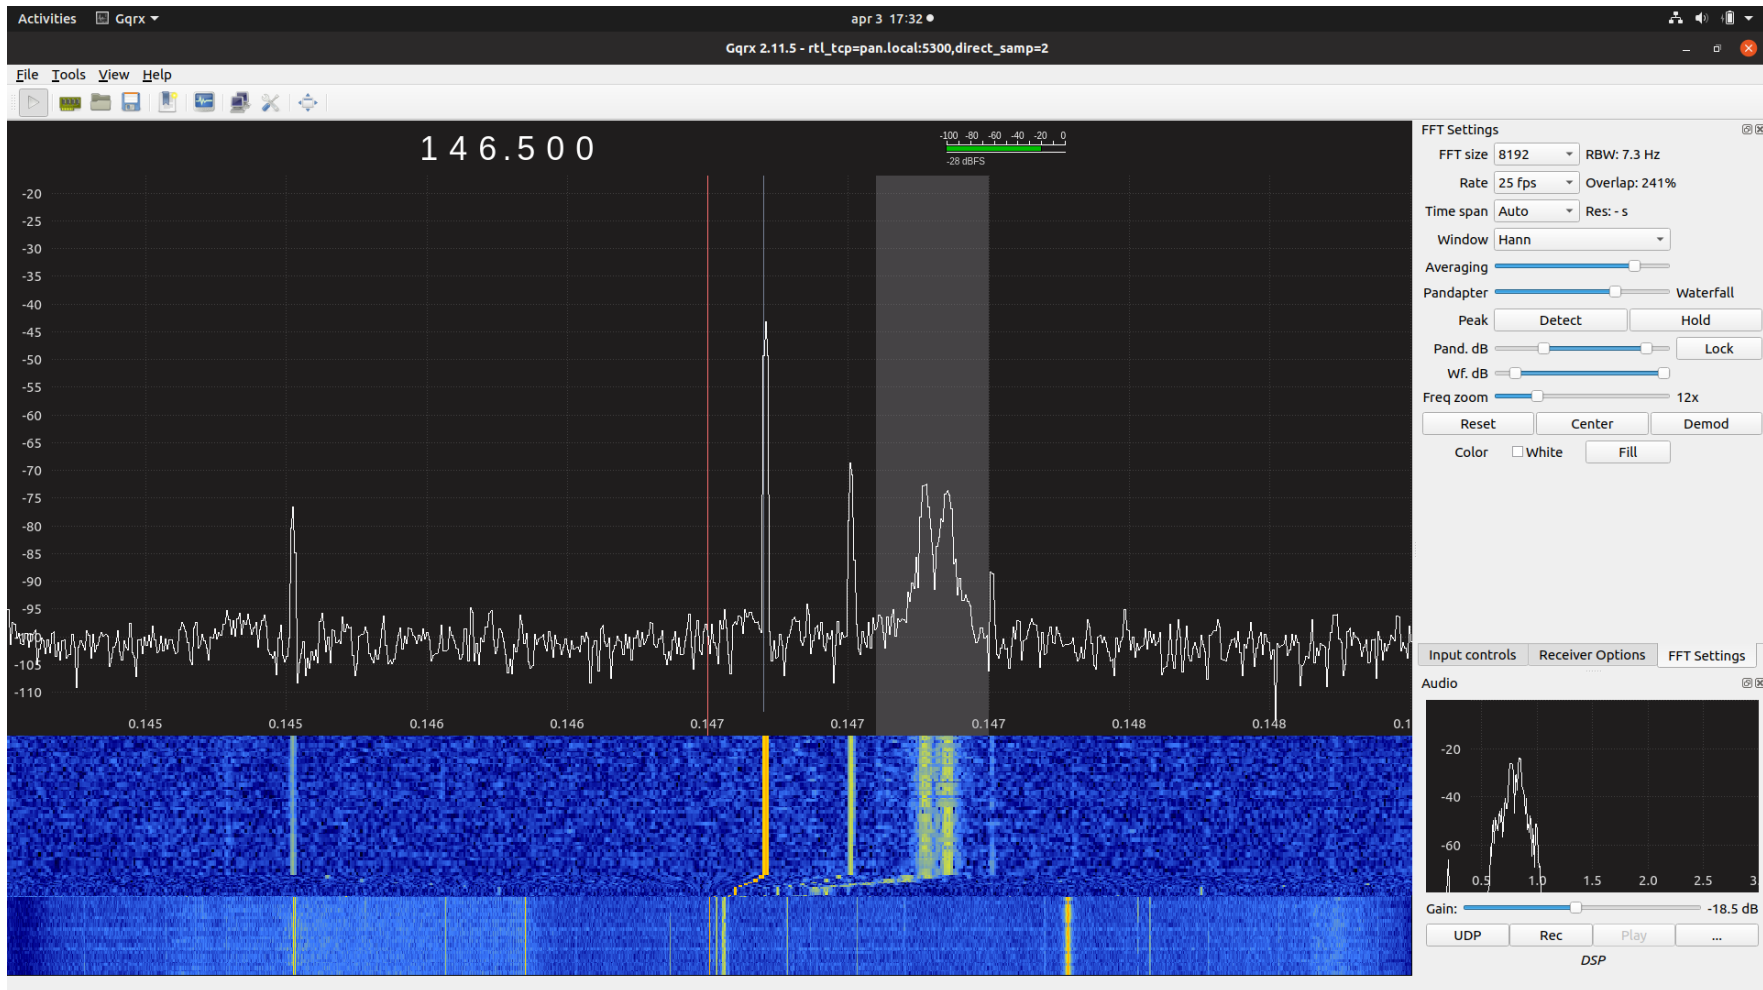 Activities Gqrx apr 3 17:32
Gqrx 2.11.5 - rtl_tcp=pan.local:5300,direct_samp=2
File Tools View Help
146.500
-100 -80 -60 -40 -20 0
-28 dBFS
-20
-25
-30
-35
-40
-45
-50
-55
-60
-65
-70
-75
-80
-85
-90
-95
-100
-105
-110
0.145 0.145 0.146 0.146 0.147 0.147 0.147 0.148 0.148 0.1
FFT Settings
FFT size 8192 RBW: 7.3 Hz
Rate 25 fps Overlap: 241%
Time span Auto Res: - s
Window Hann
Averaging
Pandapter Waterfall
Peak Detect Hold
Pand. dB Lock
Wf. dB
Freq zoom 12x
Reset Center Demod
Color White Fill
Input controls Receiver Options FFT Settings
Audio
-20
-40
-60
0.5 1.0 1.5 2.0 2.5 3.
Gain: -18.5 dB
UDP Rec Play ...
DSP